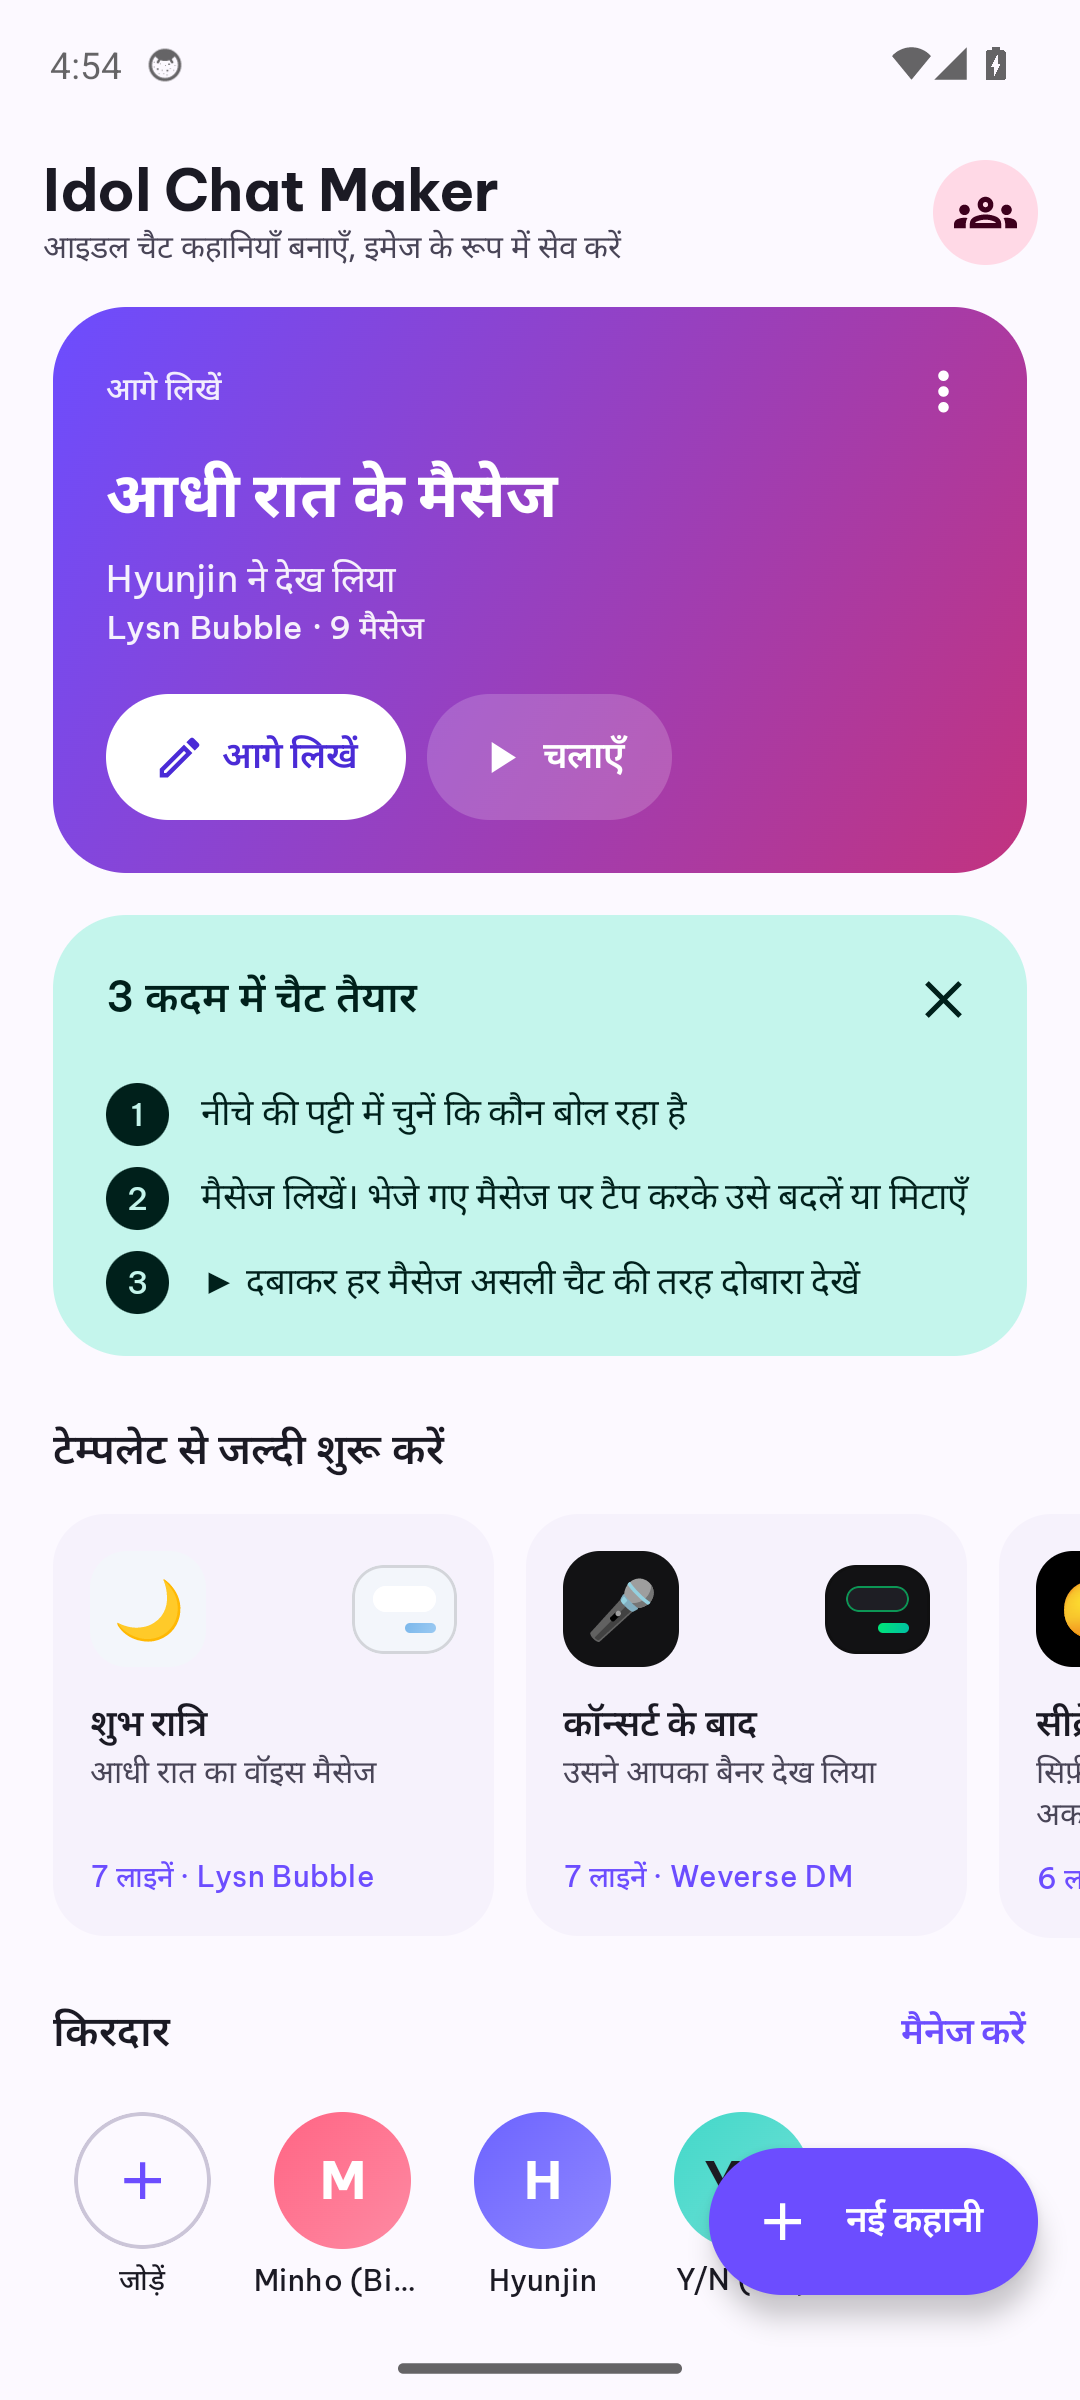 4:54
Idol Chat Maker
आइडल चैट कहानियाँ बनाएँ, इमेज के रूप में सेव करें
आगे लिखें
आधी रात के मैसेज
Hyunjin ने देख लिया
Lysn Bubble · 9 मैसेज
आगे लिखें
चलाएँ
3 कदम में चैट तैयार
1 नीचे की पट्टी में चुनें कि कौन बोल रहा है
2 मैसेज लिखें। भेजे गए मैसेज पर टैप करके उसे बदलें या मिटाएँ
3 ▶ दबाकर हर मैसेज असली चैट की तरह दोबारा देखें
टेम्पलेट से जल्दी शुरू करें
शुभ रात्रि
आधी रात का वॉइस मैसेज
7 लाइनें · Lysn Bubble
कॉन्सर्ट के बाद
उसने आपका बैनर देख लिया
7 लाइनें · Weverse DM
6
किरदार
मैनेज करें
M
H
जोड़ें
Minho (Bi...
Hyunjin
Y/N
नई कहानी